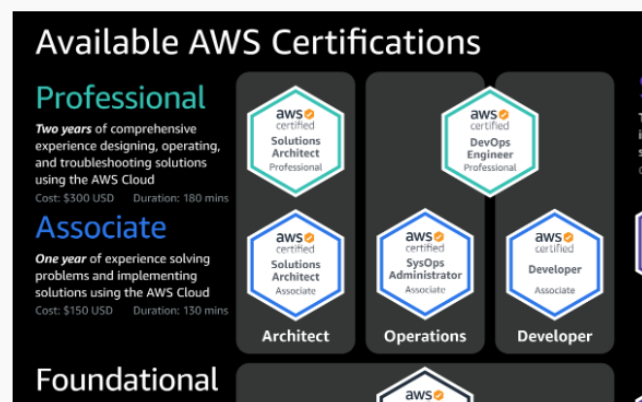 Available AWS Certifications
Professional
Two years of comprehensive
experience designing, operating,
and troubleshooting solutions
using the AWS Cloud
Cost: $300 USD Duration: 180 mins
aws
certified
Solutions
Architect
Professional
aws
certified
DevOps
Engineer
Professional
Associate
One year of experience solving
problems and implementing
solutions using the AWS Cloud
Cost: $150 USD Duration: 130 mins
aws
certified
Solutions
Architect
Associate
aws
certified
SysOps
Administrator
Associate
aws
certified
Developer
Associate
Architect
Operations
Developer
Foundational
aws